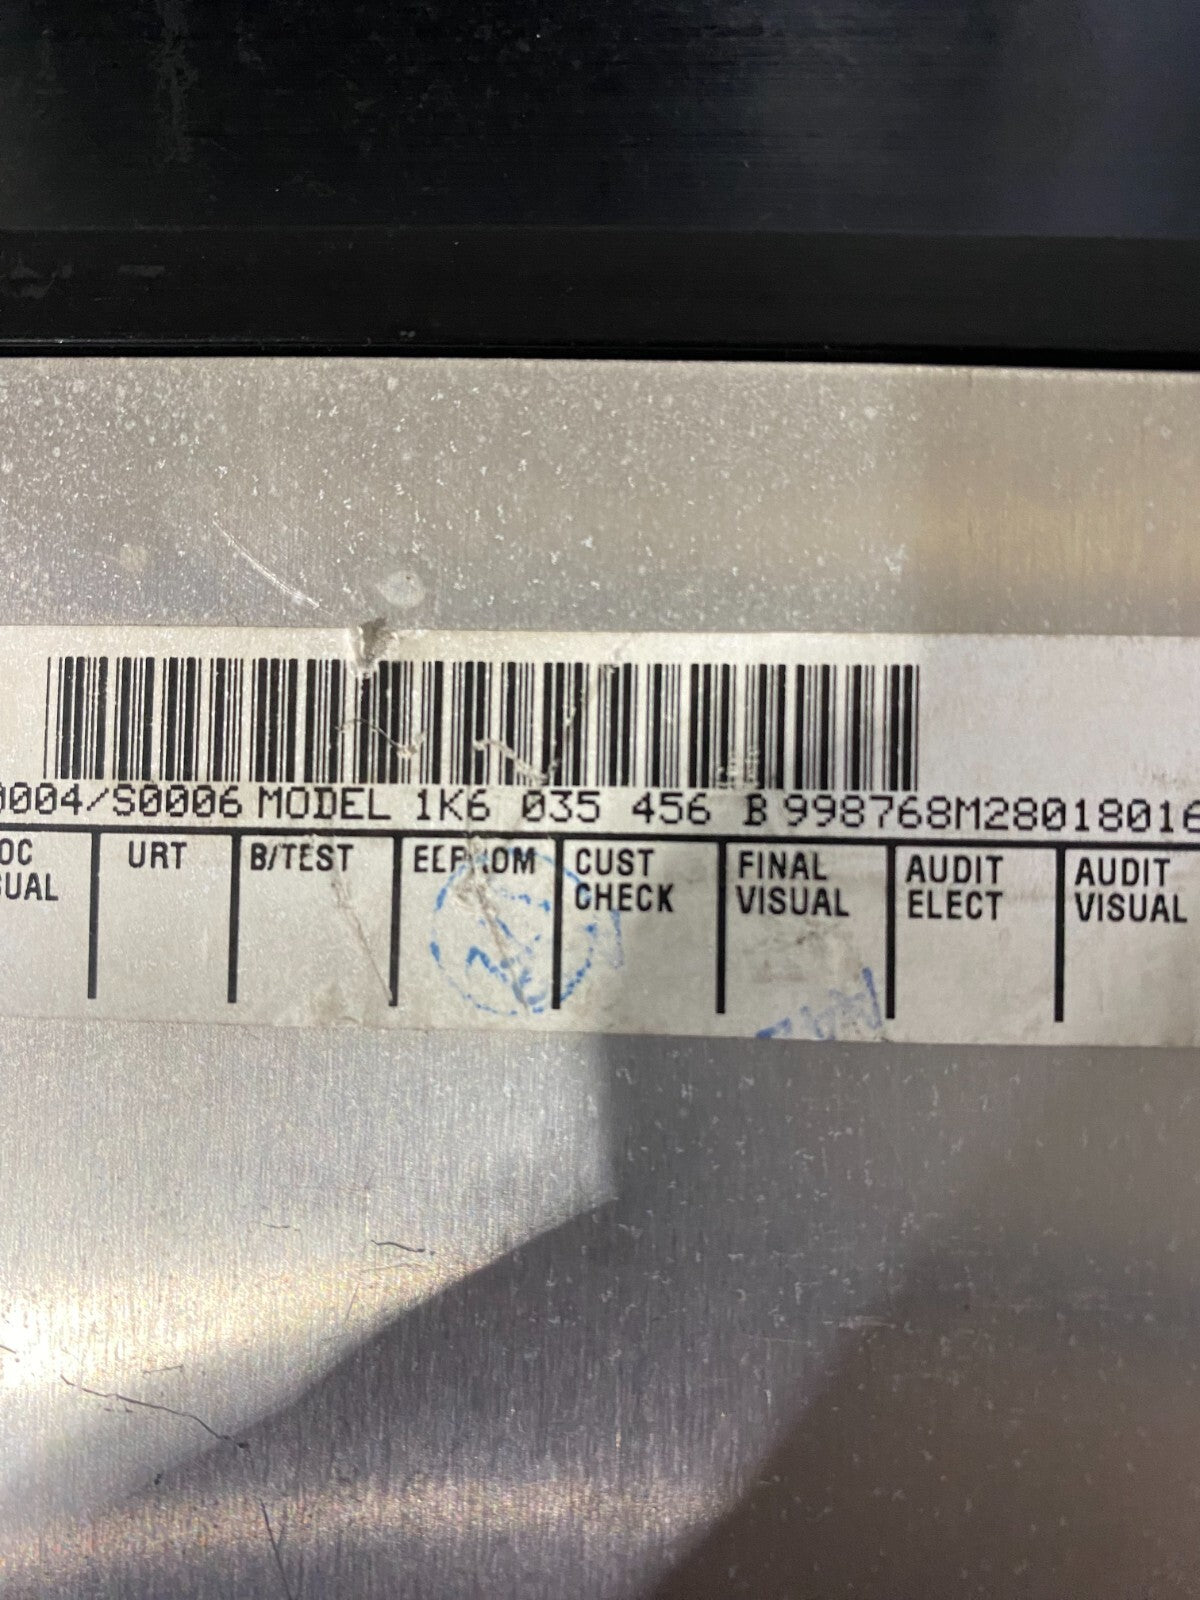 0004/S0006 MODEL 1K6 035 456 B 998768M28018016
OC
UAL
URT
B/TEST
EEPROM
CUST
CHECK
FINAL
VISUAL
AUDIT
ELECT
AUDIT
VISUAL